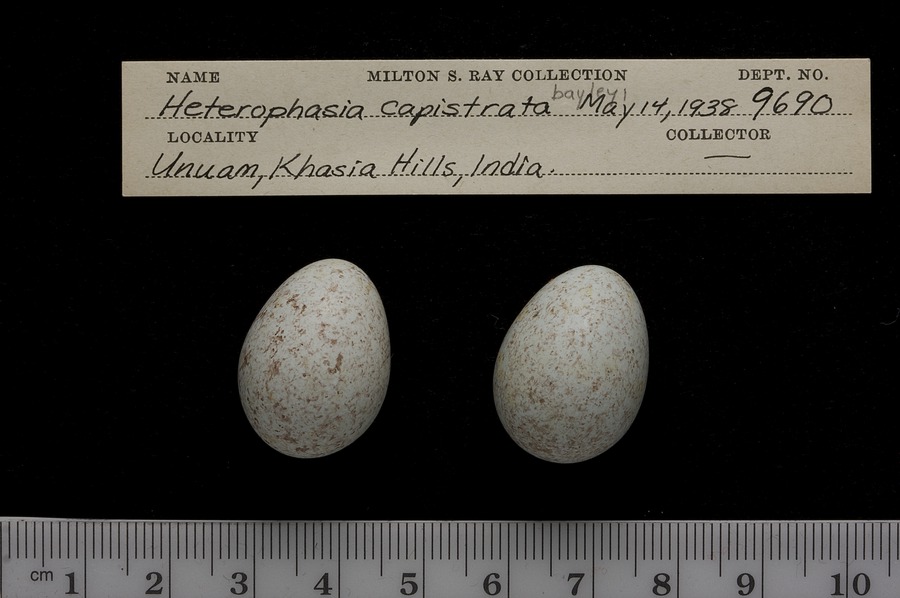 NAME MILTON S. RAY COLLECTION DEPT. NO.
Heterophasia capistrata bayleyi May 14, 1938 9690
LOCALITY COLLECTOR
Unuam, Khasia Hills, India. —
cm 1 2 3 4 5 6 7 8 9 10